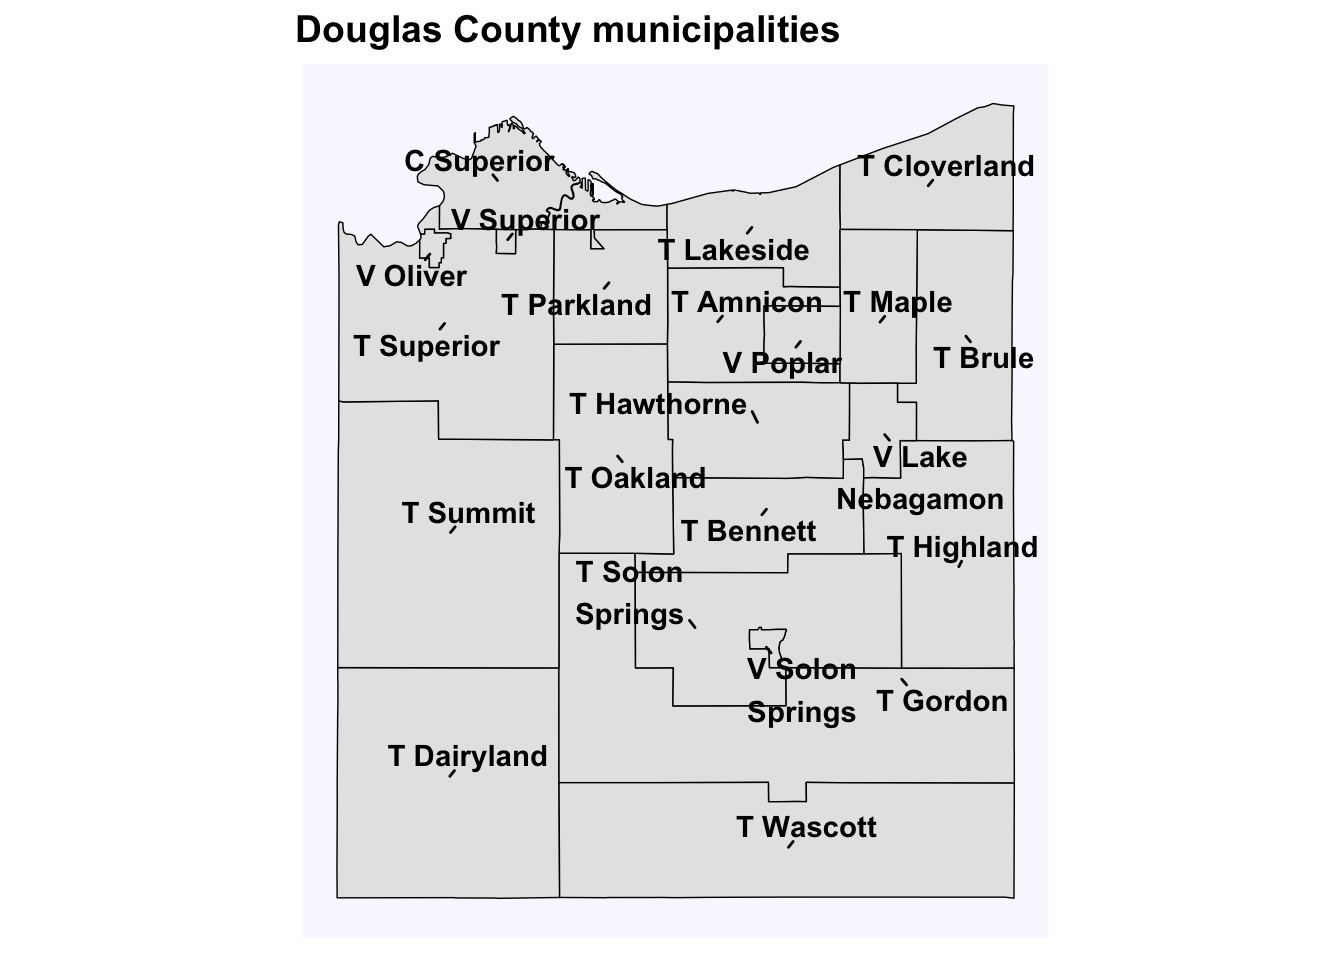 Douglas County municipalities
C Superior
T Cloverland
V Superior
T Lakeside
V Oliver
T Parkland
T Amnicon
T Maple
T Superior
V Poplar
T Brule
T Hawthorne
V Lake
Nebagamon
T Oakland
T Summit
T Bennett
T Highland
T Solon
Springs
V Solon
Springs
T Gordon
T Dairyland
T Wascott